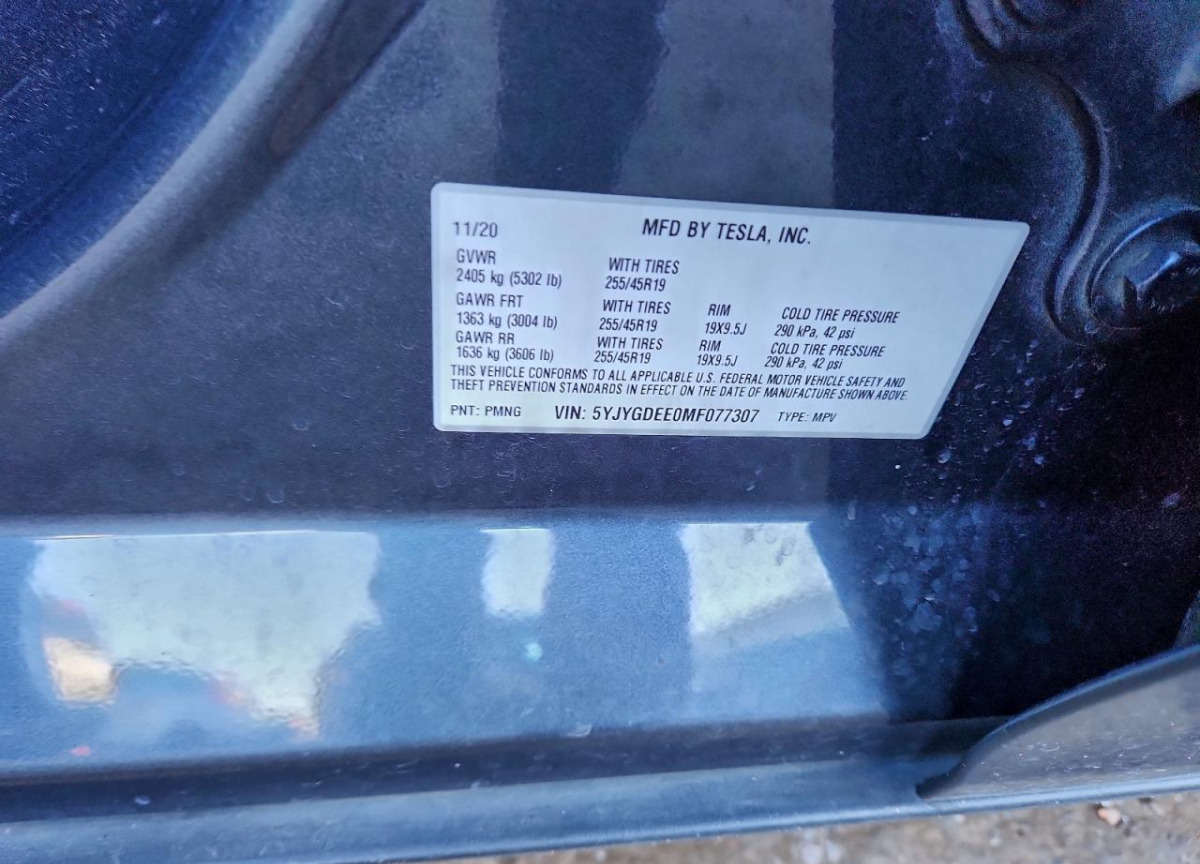 11/20 MFD BY TESLA, INC.
GVWR WITH TIRES
2405 kg (5302 lb) 255/45R19
GAWR FRT WITH TIRES RIM COLD TIRE PRESSURE
1363 kg (3004 lb) 255/45R19 19X9.5J 290 kPa, 42 psi
GAWR RR WITH TIRES RIM COLD TIRE PRESSURE
1636 kg (3606 lb) 255/45R19 19X9.5J 290 kPa, 42 psi
THIS VEHICLE CONFORMS TO ALL APPLICABLE U.S. FEDERAL MOTOR VEHICLE SAFETY AND
THEFT PREVENTION STANDARDS IN EFFECT ON THE DATE OF MANUFACTURE SHOWN ABOVE.
PNT: PMNG VIN: 5YJYGDEE0MF077307 TYPE: MPV